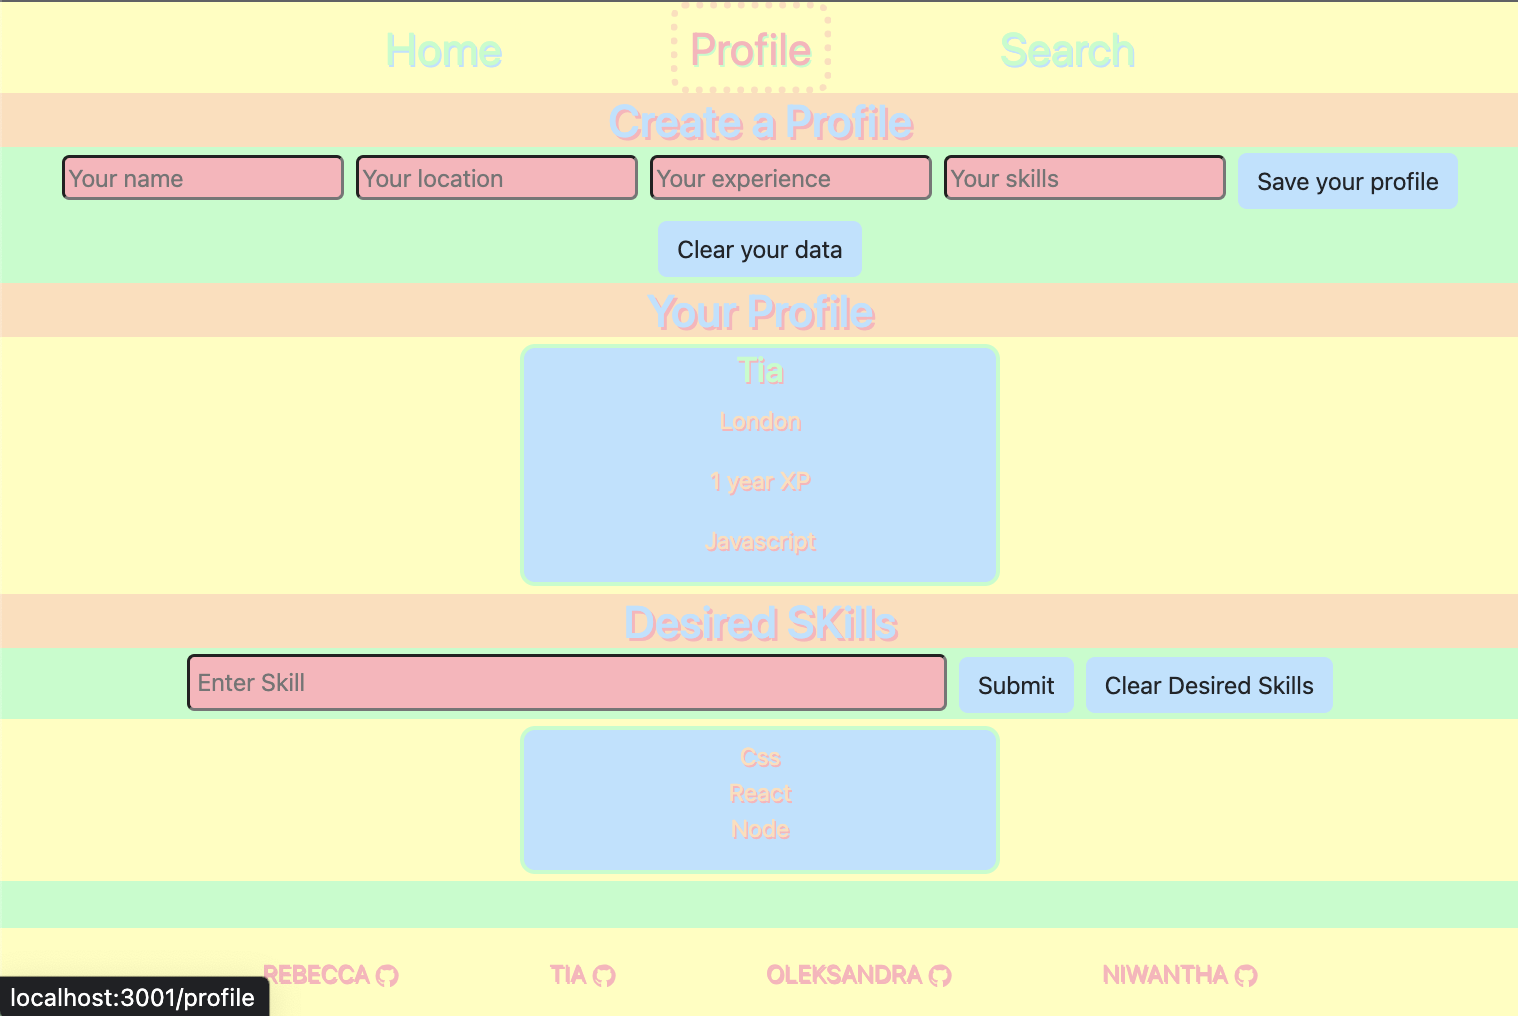 Home Profile Search
Create a Profile
Your name Your location Your experience Your skills Save your profile
Clear your data
Your Profile
Tia
London
1 year XP
Javascript
Desired SKills
Enter Skill Submit Clear Desired Skills
Css
React
Node
REBECCA TIA OLEKSANDRA NIWANTHA
localhost:3001/profile